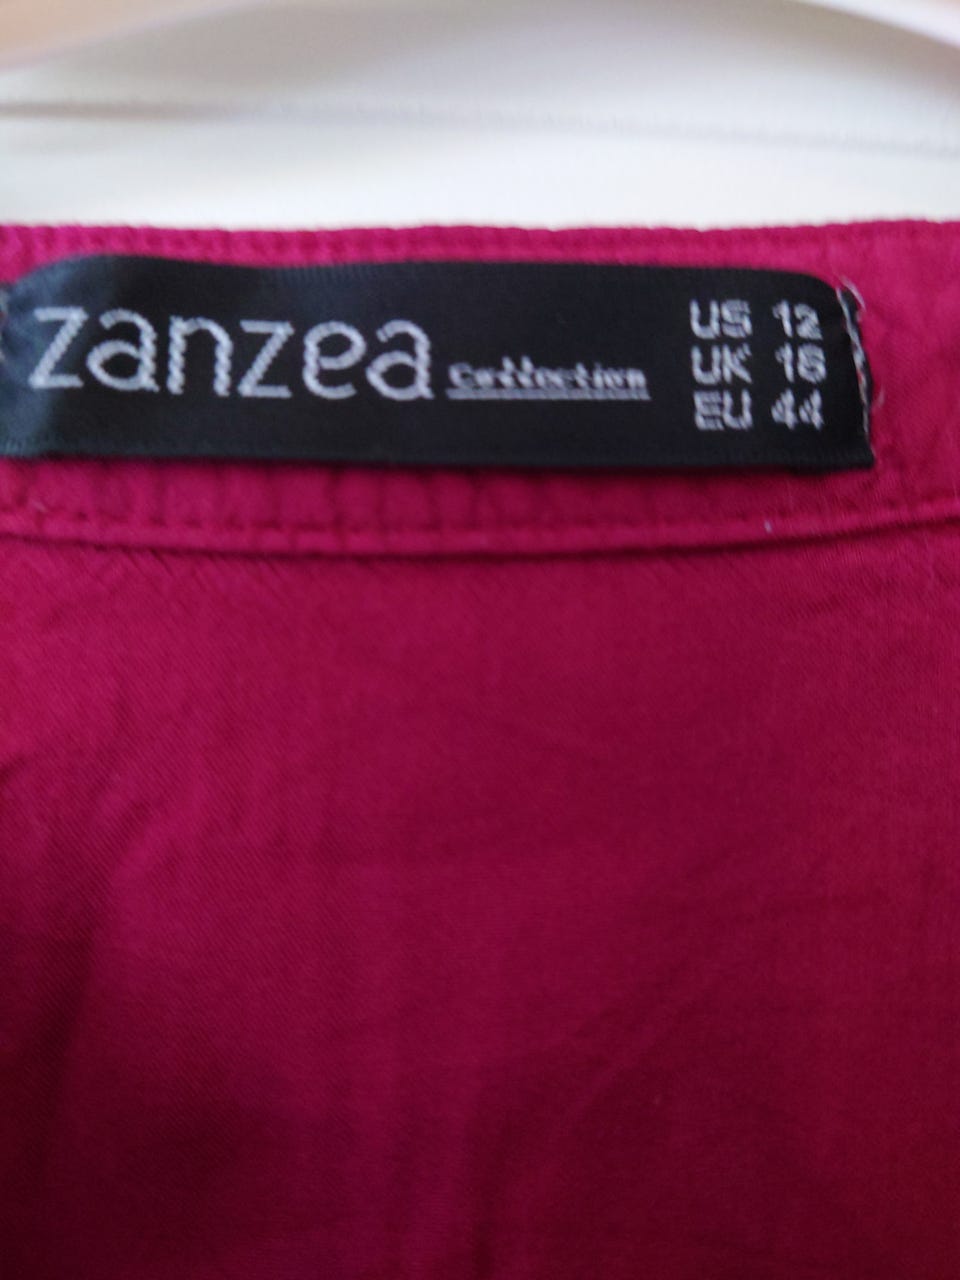 zanzea Collection
US 12
UK 16
EU 44